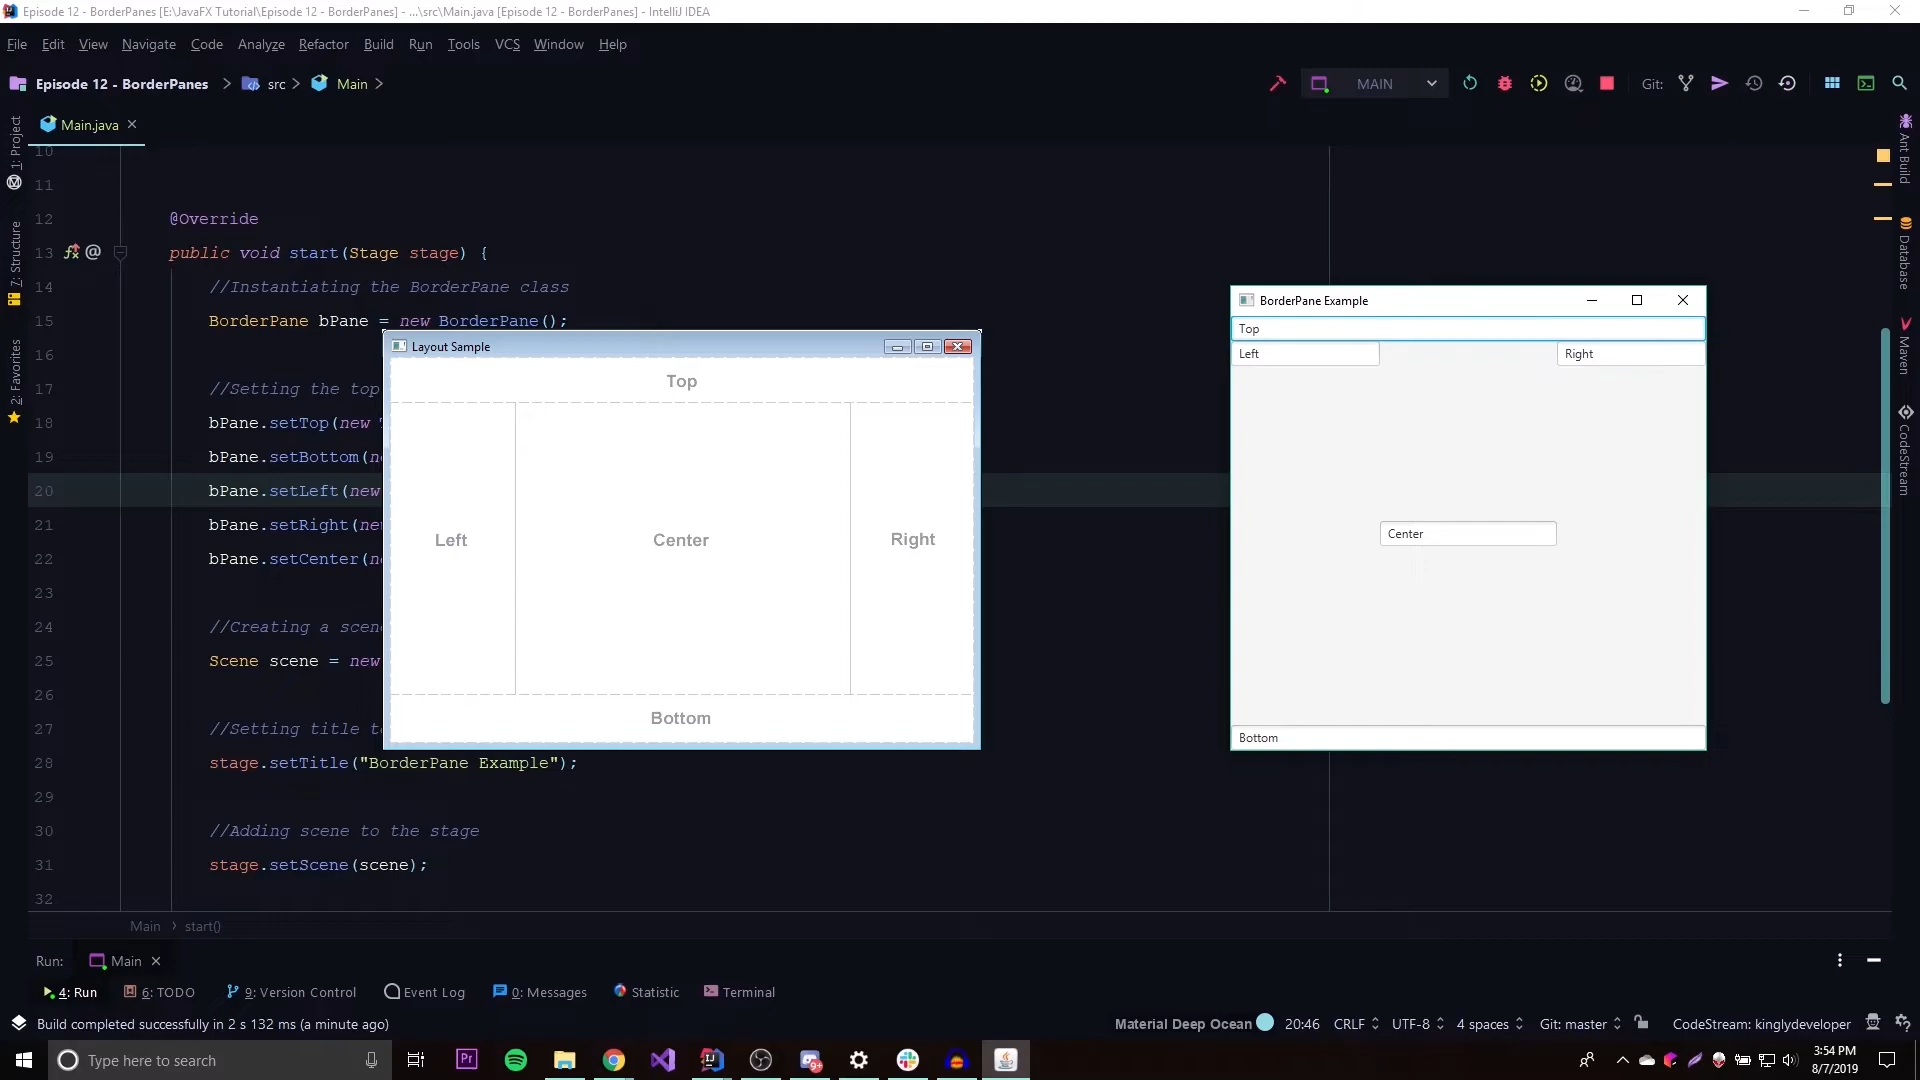 Episode 12 - BorderPanes [E:\JavaFX Tutorial\Episode 12 - BorderPanes] - ...\src\Main.java [Episode 12 - BorderPanes] - IntelliJ IDEA
File Edit View Navigate Code Analyze Refactor Build Run Tools VCS Window Help
Episode 12 - BorderPanes src Main
MAIN
Git:
Main.java
1: Project
7: Structure
2: Favorites
Ant Build
Database
Maven
CodeStream
10
11
12 @Override
13 public void start(Stage stage) {
14 //Instantiating the BorderPane class
15 BorderPane bPane = new BorderPane();
16
17 //Setting the top
18 bPane.setTop(new
19 bPane.setBottom(ne
20 bPane.setLeft(new
21 bPane.setRight(new
22 bPane.setCenter(ne
23
24 //Creating a scene
25 Scene scene = new
26
27 //Setting title to
28 stage.setTitle("BorderPane Example");
29
30 //Adding scene to the stage
31 stage.setScene(scene);
32
Layout Sample
Top
Left
Center
Right
Bottom
BorderPane Example
Top
Left
Right
Center
Bottom
Main start()
Run: Main
4: Run 6: TODO 9: Version Control Event Log 0: Messages Statistic Terminal
Build completed successfully in 2 s 132 ms (a minute ago)
Material Deep Ocean 20:46 CRLF UTF-8 4 spaces Git: master CodeStream: kinglydeveloper
Type here to search
Pr
9+
3:54 PM
8/7/2019